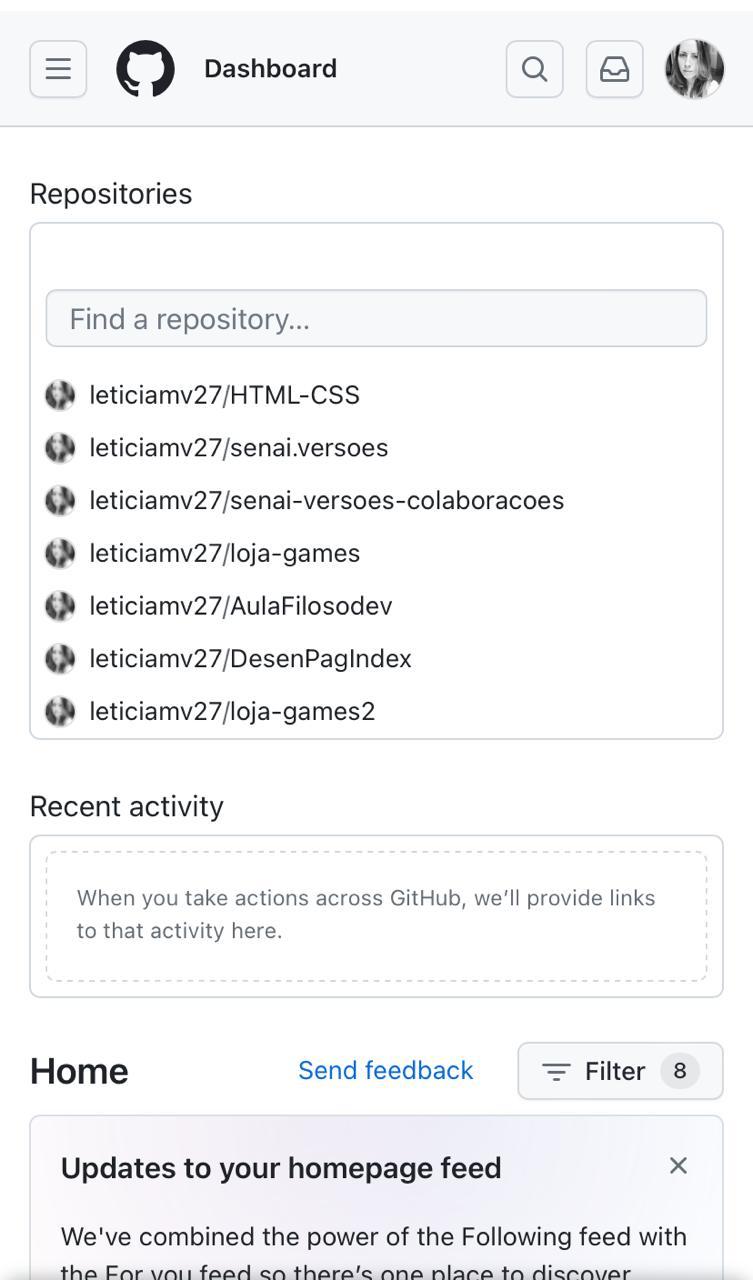 Dashboard
Repositories
Find a repository...
leticiamv27/HTML-CSS
leticiamv27/senai.versoes
leticiamv27/senai-versoes-colaboracoes
leticiamv27/loja-games
leticiamv27/AulaFilosodev
leticiamv27/DesenPagIndex
leticiamv27/loja-games2
Recent activity
When you take actions across GitHub, we’ll provide links
to that activity here.
Home Send feedback Filter 8
Updates to your homepage feed
We've combined the power of the Following feed with
the For you feed so there’s one place to discover